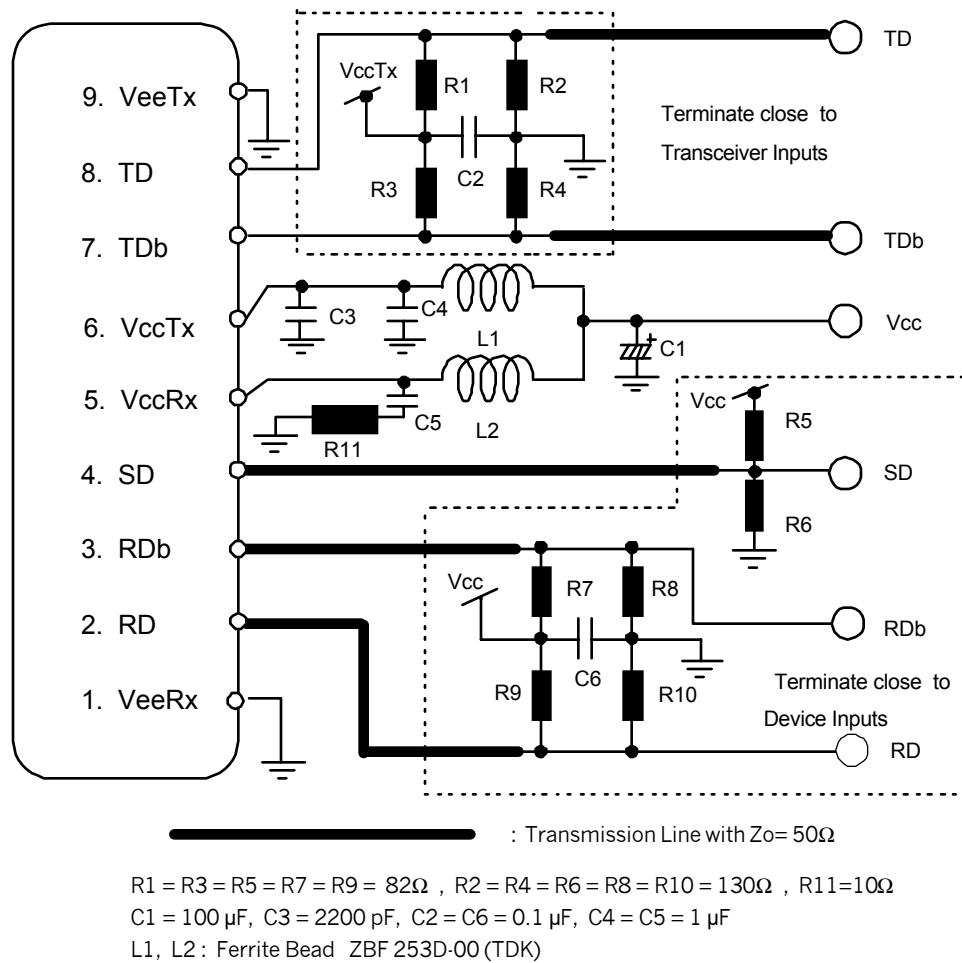 TD
VccTx
R1
R2
9. VeeTx
Terminate close to
Transceiver Inputs
8. TD
R3
C2
R4
7. TDb
TDb
C3
C4
6. VccTx
Vcc
L1
C1
5. VccRx
Vcc
R5
C5
R11
L2
4. SD
SD
R6
3. RDb
Vcc
R7
R8
2. RD
RDb
R9
C6
R10
Terminate close to
1. VeeRx
Device Inputs
RD
: Transmission Line with Zo= 50Ω
R1 = R3 = R5 = R7 = R9 = 82Ω , R2 = R4 = R6 = R8 = R10 = 130Ω , R11=10Ω
C1 = 100 µF, C3 = 2200 pF, C2 = C6 = 0.1 µF, C4 = C5 = 1 µF
L1, L2 : Ferrite Bead ZBF 253D-00 (TDK)